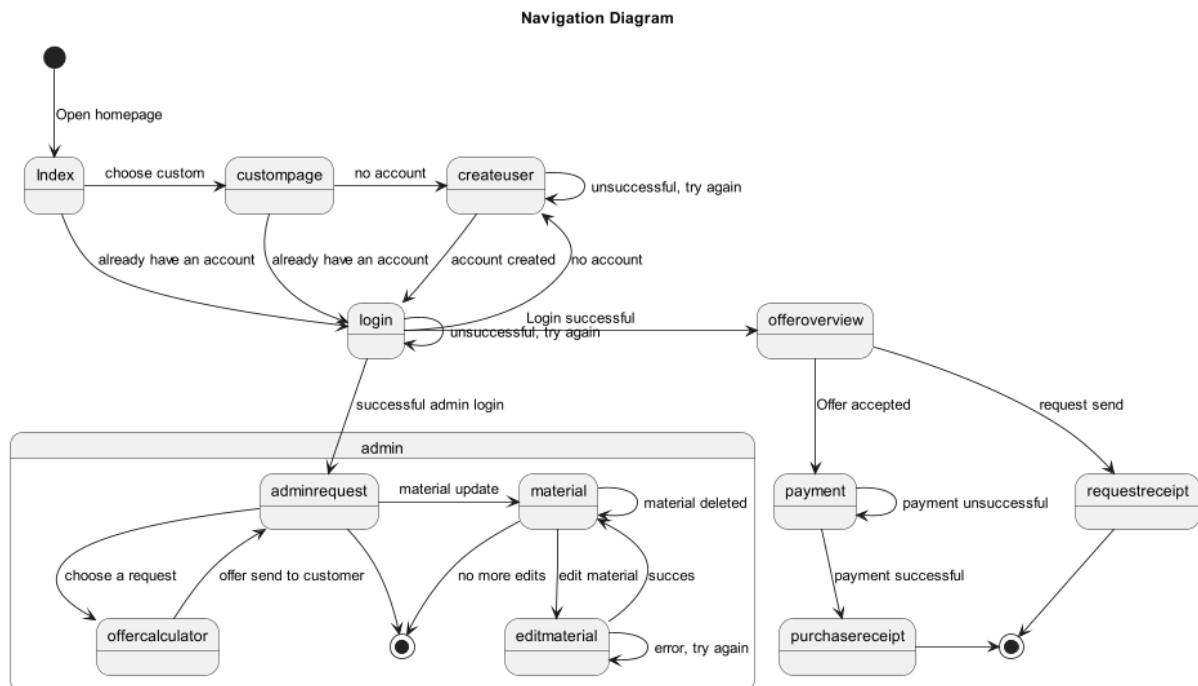 Navigation Diagram
Open homepage
Index
choose custom
custompage
no account
createuser
unsuccessful, try again
already have an account
already have an account
account created
no account
login
unsuccessful, try again
Login successful
offeroverview
successful admin login
Offer accepted
request send
admin
adminrequest
material update
material
material deleted
payment
payment unsuccessful
requestreceipt
choose a request
offer send to customer
no more edits
edit material
succes
payment successful
offercalculator
editmaterial
error, try again
purchasereceipt